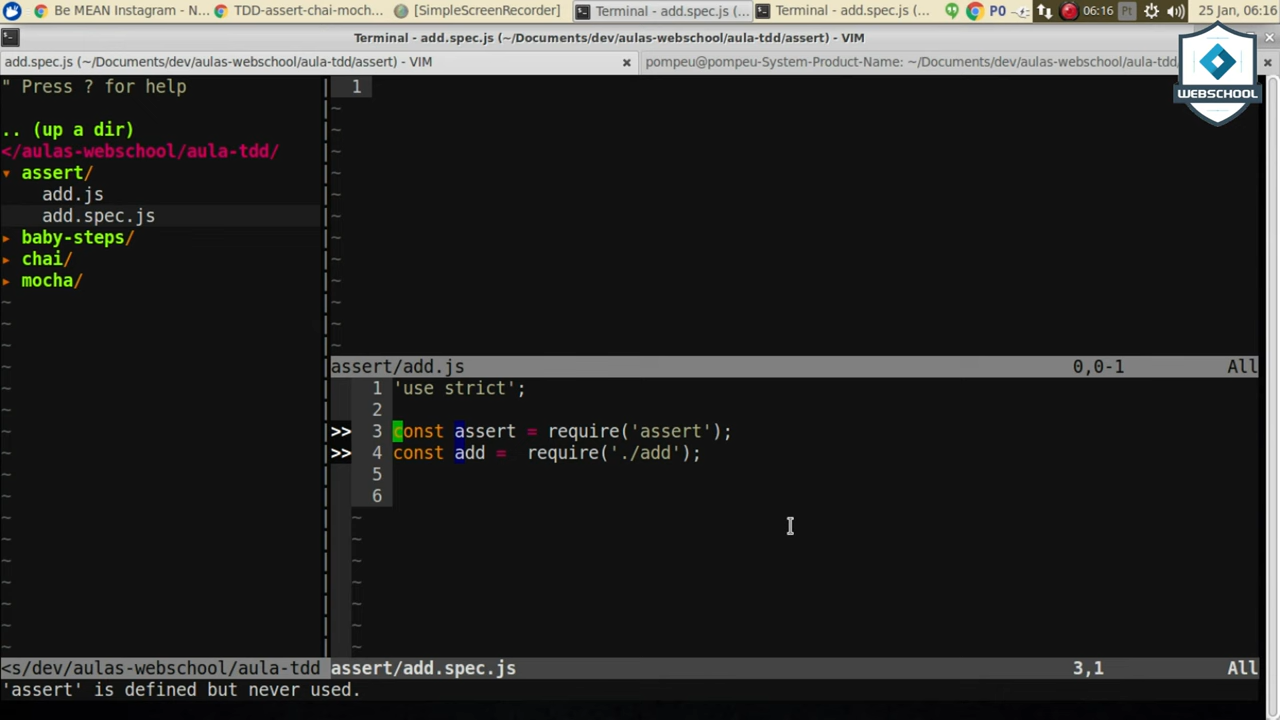 Be MEAN Instagram - N...
TDD-assert-chai-moch...
[SimpleScreenRecorder]
Terminal - add.spec.js (...
Terminal - add.spec.js (...
P0
06:16
Pt
25 Jan, 06:16
Terminal - add.spec.js (~/Documents/dev/aulas-webschool/aula-tdd/assert) - VIM
add.spec.js (~/Documents/dev/aulas-webschool/aula-tdd/assert) - VIM
pompeu@pompeu-System-Product-Name: ~/Documents/dev/aulas-webschool/aula-tdd/
WEBSCHOOL
" Press ? for help
.. (up a dir)
</aulas-webschool/aula-tdd/
▾ assert/
add.js
add.spec.js
▸ baby-steps/
▸ chai/
▸ mocha/
<s/dev/aulas-webschool/aula-tdd
1
assert/add.js 0,0-1 All
1 'use strict';
2
>> 3 const assert = require('assert');
>> 4 const add =  require('./add');
5
6
assert/add.spec.js 3,1 All
'assert' is defined but never used.